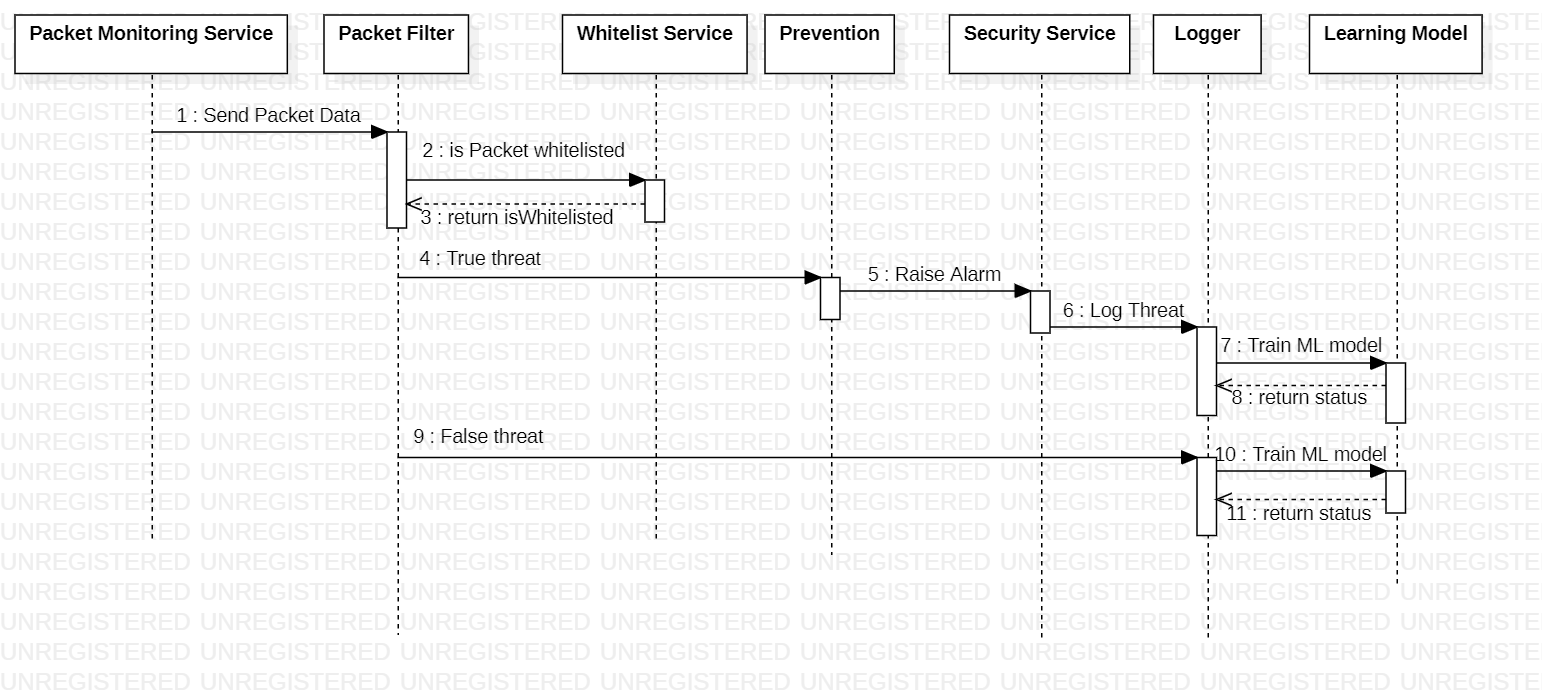 Packet Monitoring Service
Packet Filter
Whitelist Service
Prevention
Security Service
Logger
Learning Model
1 : Send Packet Data
2 : is Packet whitelisted
3 : return isWhitelisted
4 : True threat
5 : Raise Alarm
6 : Log Threat
7 : Train ML model
8 : return status
9 : False threat
10 : Train ML model
11 : return status
UNREGISTERED